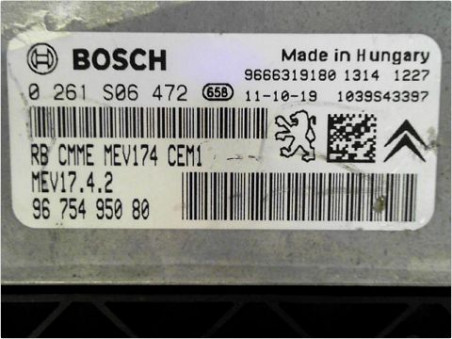 BOSCH
Made in Hungary
9666319180 1314 1227
0 261 S06 472 658 11-10-19 1039S43397
RB CMME MEV174 CEM1
MEV17.4.2
96 754 950 80